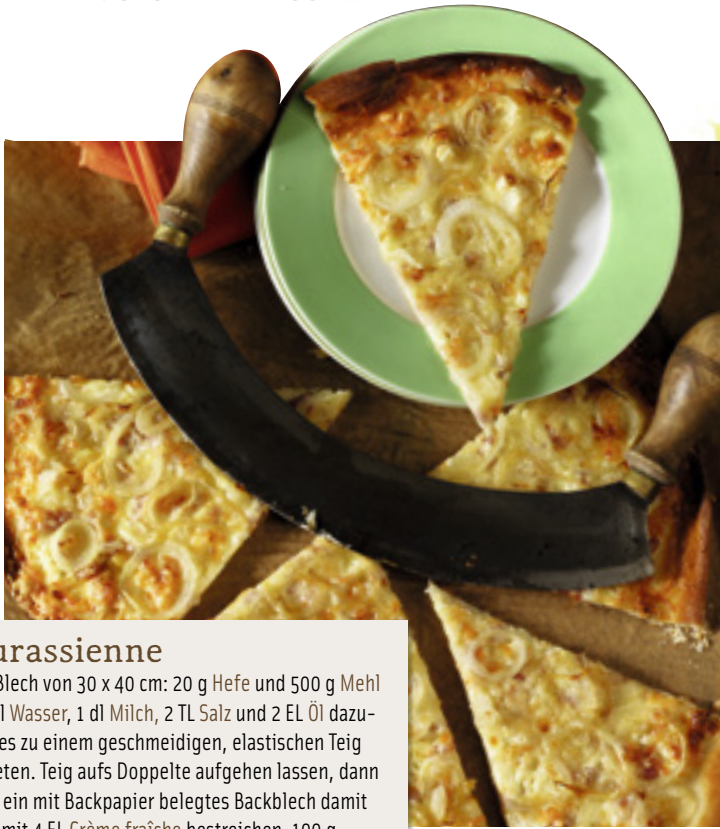 urassienne
Blech von 30 x 40 cm: 20 g Hefe und 500 g Mehl
l Wasser, 1 dl Milch, 2 TL Salz und 2 EL Öl dazu-
es zu einem geschmeidigen, elastischen Teig
eten. Teig aufs Doppelte aufgehen lassen, dann
ein mit Backpapier belegtes Backblech damit
mit 4 EL Crème fraîche bestreichen. 100 g